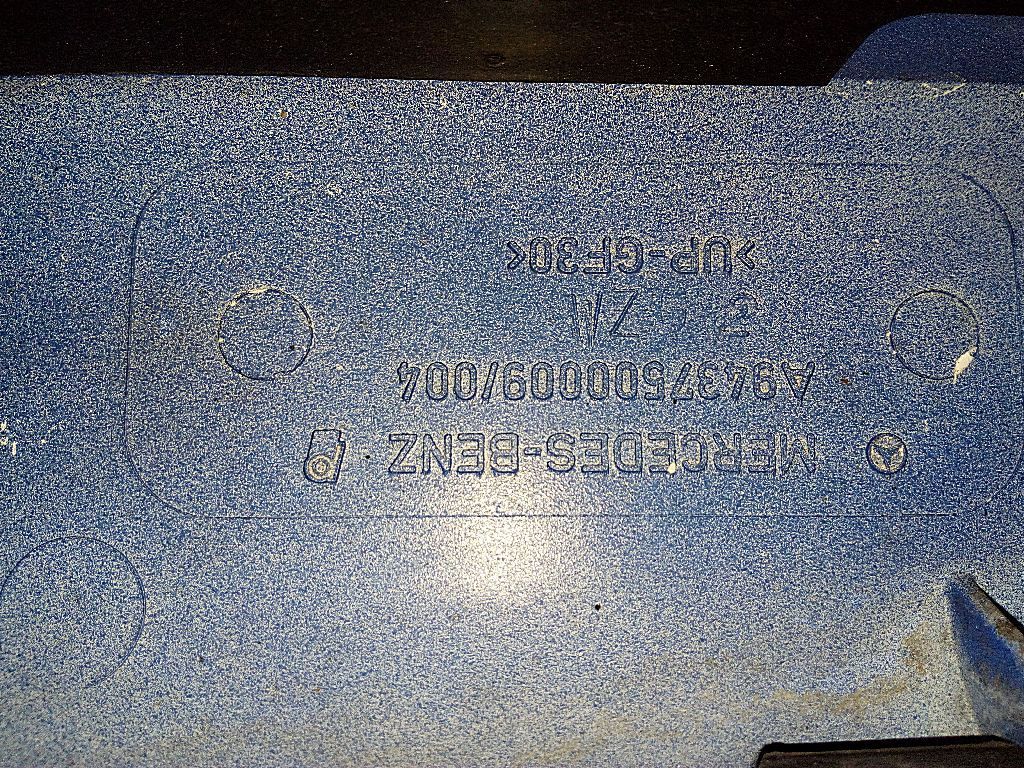 MERCEDES-BENZ
A9437500009/004
>UP-GF30<